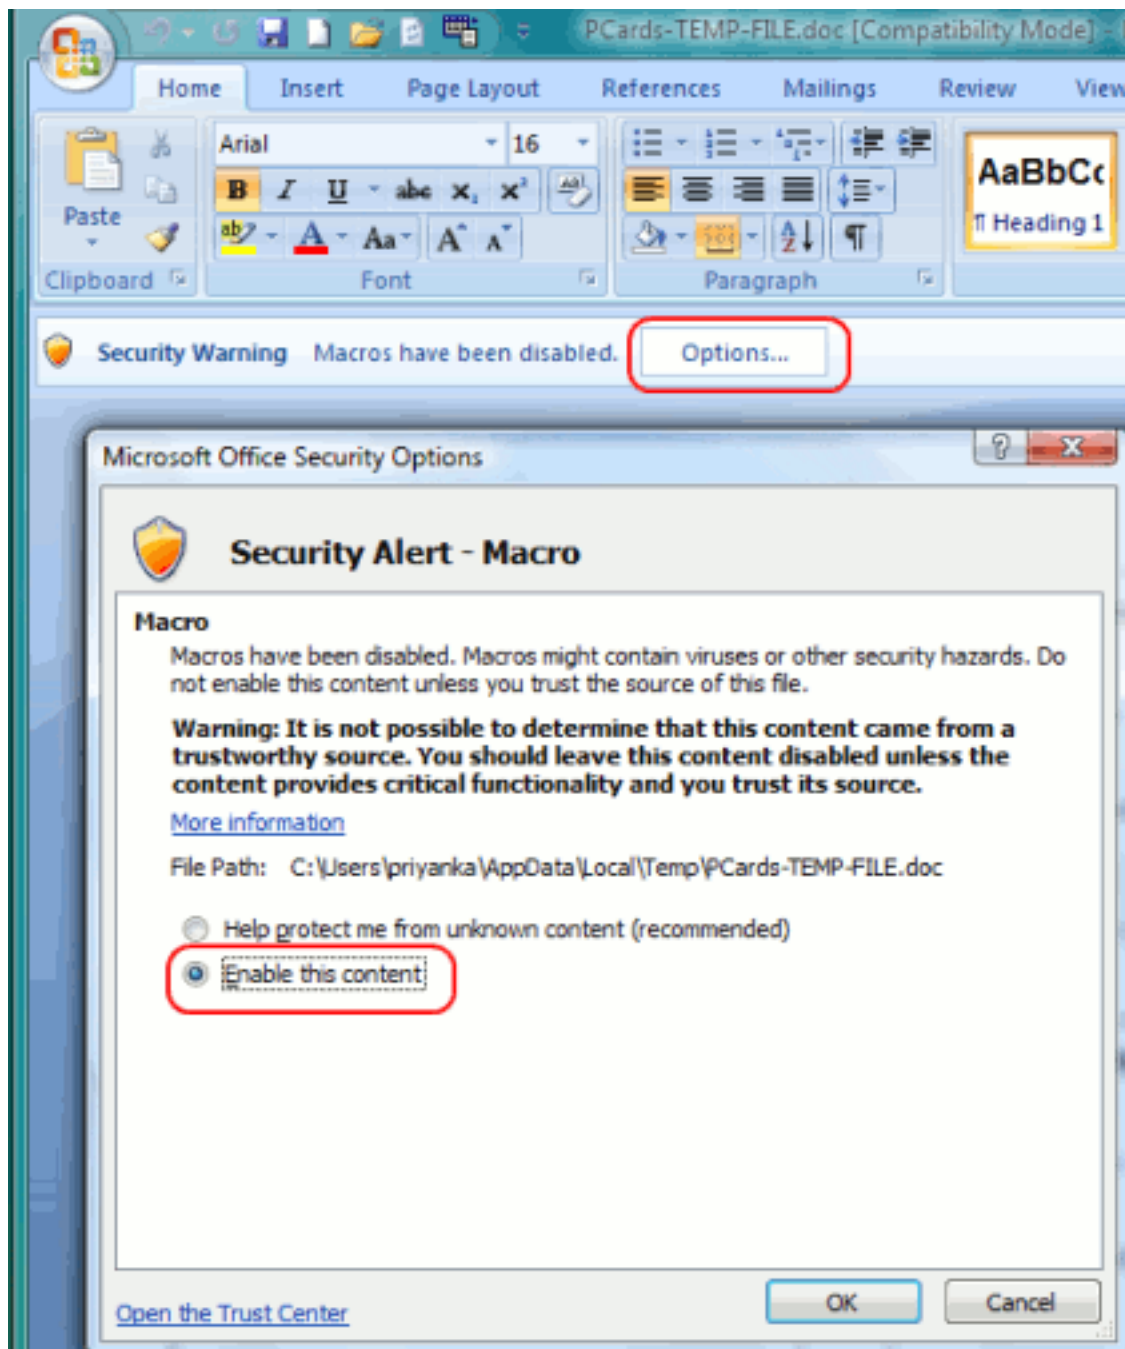 PCards-TEMP-FILE.doc [Compatibility Mode] -
Home Insert Page Layout References Mailings Review View
Arial 16
B I U abc x, x²
Paste
ab A Aa A A
A Z ¶
AaBbCc
¶ Heading 1
Clipboard Font Paragraph
Security Warning Macros have been disabled. Options...
Microsoft Office Security Options
Security Alert - Macro
Macro
Macros have been disabled. Macros might contain viruses or other security hazards. Do
not enable this content unless you trust the source of this file.
Warning: It is not possible to determine that this content came from a
trustworthy source. You should leave this content disabled unless the
content provides critical functionality and you trust its source.
More information
File Path: C:\Users\priyanka\AppData\Local\Temp\PCards-TEMP-FILE.doc
Help protect me from unknown content (recommended)
Enable this content
Open the Trust Center OK Cancel